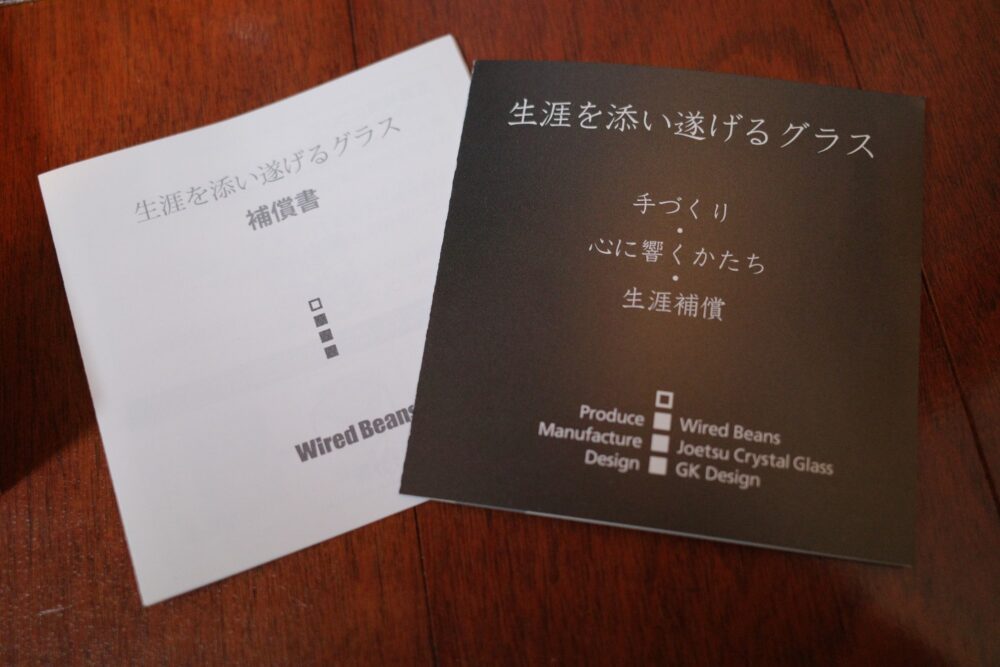 生涯を添い遂げるグラス
補償書
Wired Beans
生涯を添い遂げるグラス
手づくり
・
心に響くかたち
・
生涯補償
Produce Wired Beans
Manufacture Joetsu Crystal Glass
Design GK Design